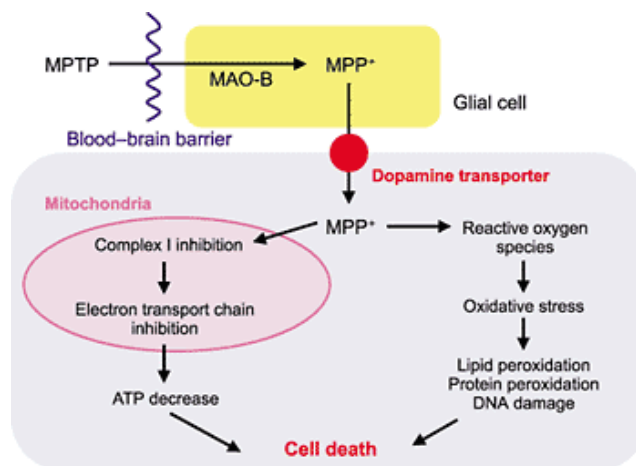 MPTP
MAO-B
MPP⁺
Glial cell
Blood–brain barrier
Dopamine transporter
Mitochondria
MPP⁺
Complex I inhibition
Reactive oxygen
species
Electron transport chain
inhibition
Oxidative stress
ATP decrease
Lipid peroxidation
Protein peroxidation
DNA damage
Cell death